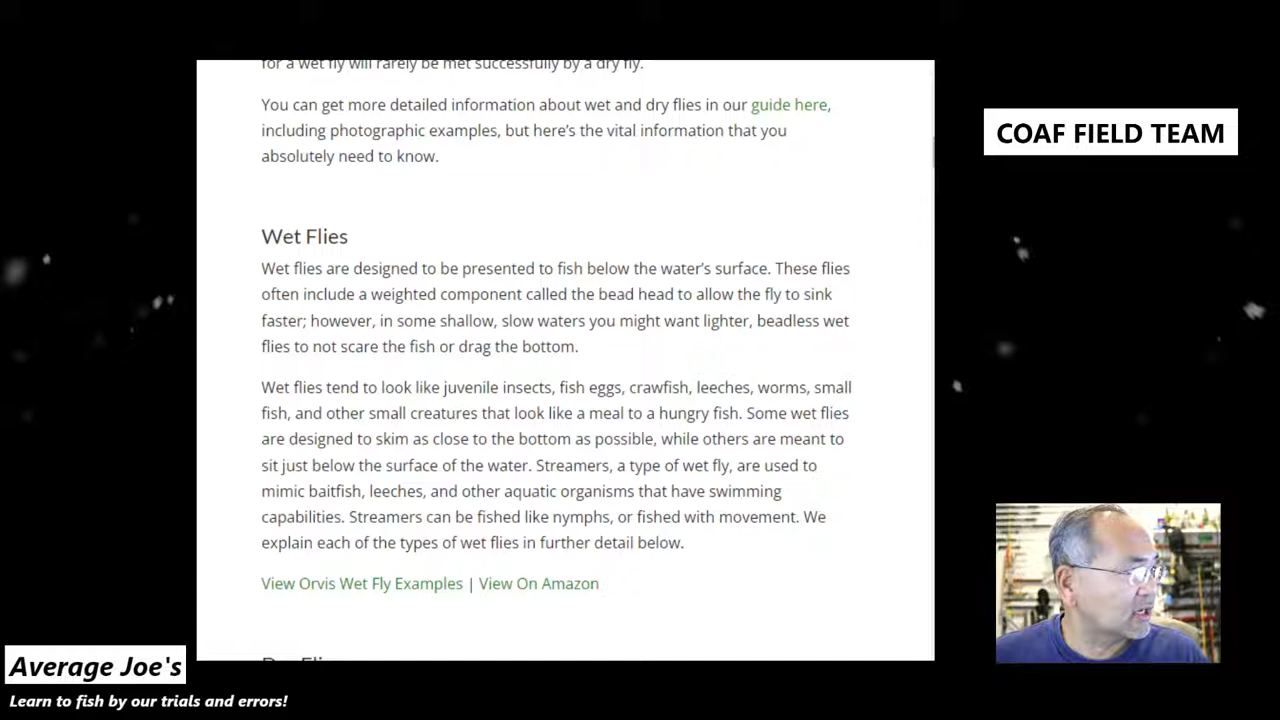 for a wet fly will rarely be met successfully by a dry fly.
You can get more detailed information about wet and dry flies in our guide here,
including photographic examples, but here's the vital information that you
absolutely need to know.
COAF FIELD TEAM
Wet Flies
Wet flies are designed to be presented to fish below the water's surface. These flies
often include a weighted component called the bead head to allow the fly to sink
faster; however, in some shallow, slow waters you might want lighter, beadless wet
flies to not scare the fish or drag the bottom.
Wet flies tend to look like juvenile insects, fish eggs, crawfish, leeches, worms, small
fish, and other small creatures that look like a meal to a hungry fish. Some wet flies
are designed to skim as close to the bottom as possible, while others are meant to
sit just below the surface of the water. Streamers, a type of wet fly, are used to
mimic baitfish, leeches, and other aquatic organisms that have swimming
capabilities. Streamers can be fished like nymphs, or fished with movement. We
explain each of the types of wet flies in further detail below.
View Orvis Wet Fly Examples | View On Amazon
Average Joe's
Learn to fish by our trials and errors!